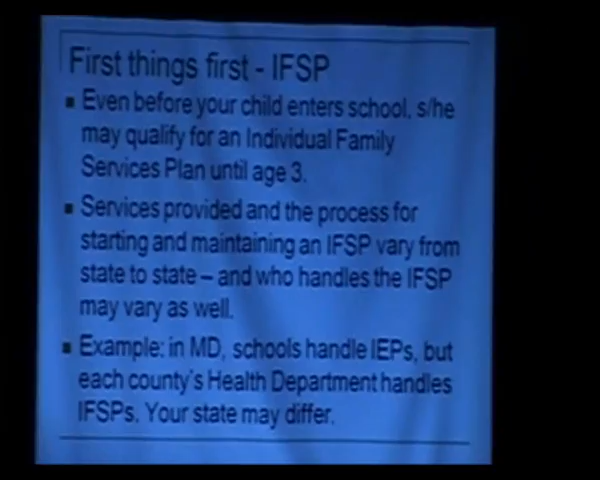 First things first - IFSP
▪ Even before your child enters school, s/he
may qualify for an Individual Family
Services Plan until age 3.
▪ Services provided and the process for
starting and maintaining an IFSP vary from
state to state – and who handles the IFSP
may vary as well.
▪ Example: in MD, schools handle IEPs, but
each county's Health Department handles
IFSPs. Your state may differ.